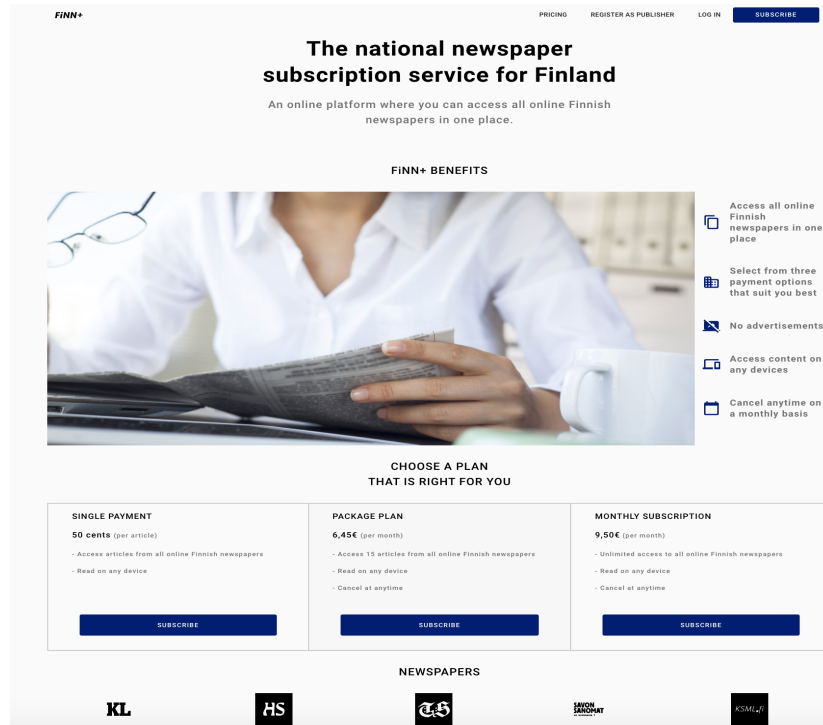 FiNN+
PRICING
REGISTER AS PUBLISHER
LOG IN
SUBSCRIBE
The national newspaper
subscription service for Finland
An online platform where you can access all online Finnish
newspapers in one place.
FiNN+ BENEFITS
Access all online
Finnish
newspapers in one
place
Select from three
payment options
that suit you best
No advertisements
Access content on
any devices
Cancel anytime on
a monthly basis
CHOOSE A PLAN
THAT IS RIGHT FOR YOU
SINGLE PAYMENT
50 cents (per article)
- Access articles from all online Finnish newspapers
- Read on any device
SUBSCRIBE
PACKAGE PLAN
6,45€ (per month)
- Access 15 articles from all online Finnish newspapers
- Read on any device
- Cancel at anytime
SUBSCRIBE
MONTHLY SUBSCRIPTION
9,50€ (per month)
- Unlimited access to all online Finnish newspapers
- Read on any device
- Cancel at anytime
SUBSCRIBE
NEWSPAPERS
KL
HS
TS
SAVON
SANOMAT
KSML.fi